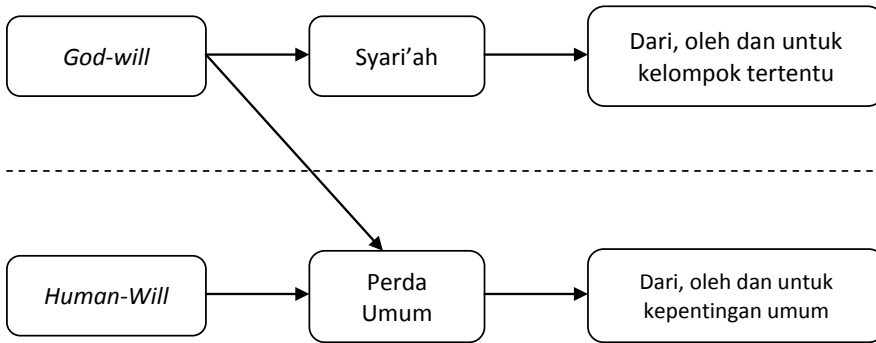 God-will
Syari’ah
Dari, oleh dan untuk
kelompok tertentu
Human-Will
Perda
Umum
Dari, oleh dan untuk
kepentingan umum